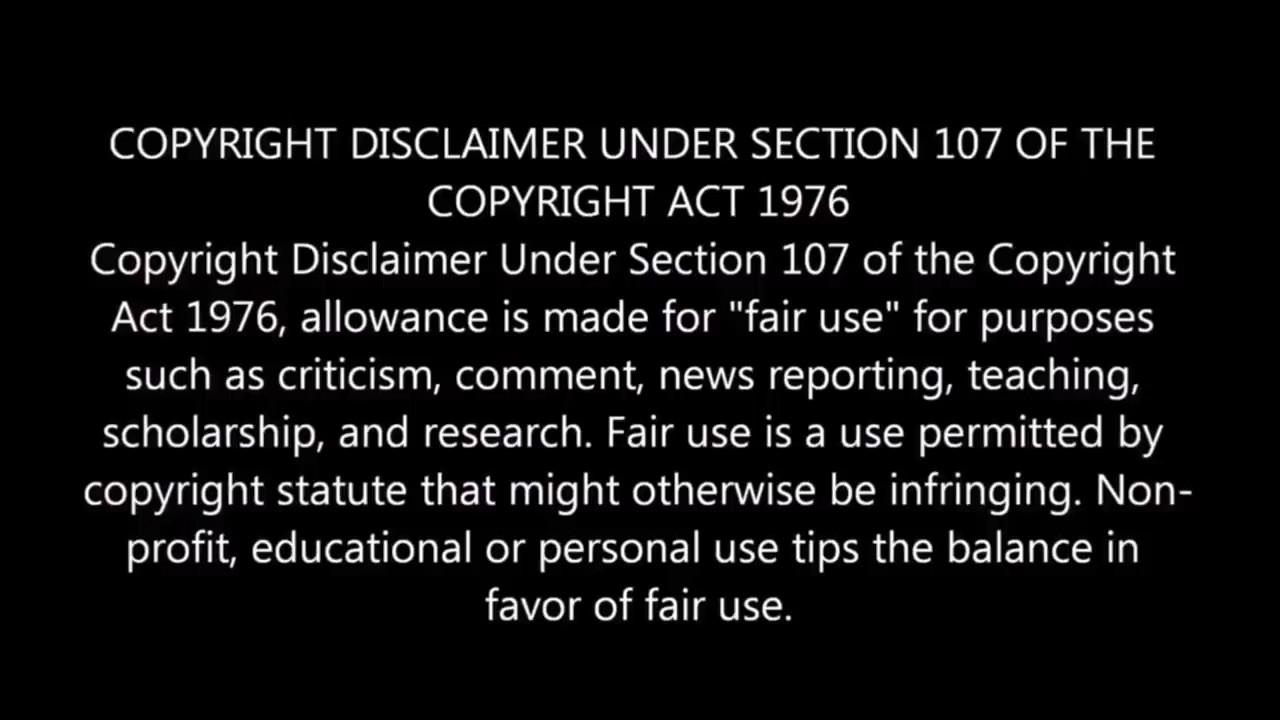 COPYRIGHT DISCLAIMER UNDER SECTION 107 OF THE
COPYRIGHT ACT 1976
Copyright Disclaimer Under Section 107 of the Copyright
Act 1976, allowance is made for "fair use" for purposes
such as criticism, comment, news reporting, teaching,
scholarship, and research. Fair use is a use permitted by
copyright statute that might otherwise be infringing. Non-
profit, educational or personal use tips the balance in
favor of fair use.